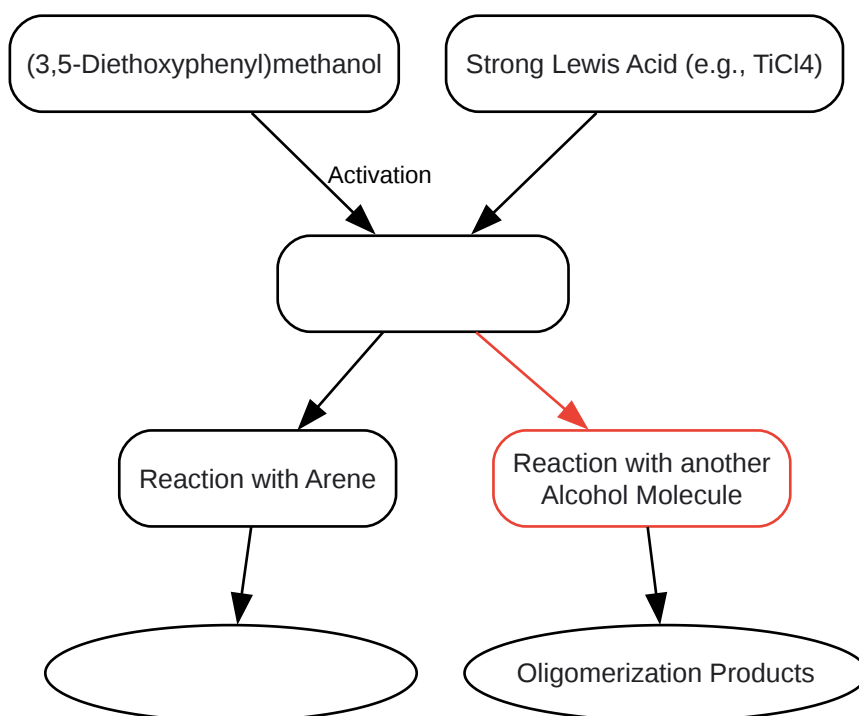 (3,5-Diethoxyphenyl)methanol
Strong Lewis Acid (e.g., TiCl4)
Activation
Reaction with Arene
Reaction with another
Alcohol Molecule
Oligomerization Products